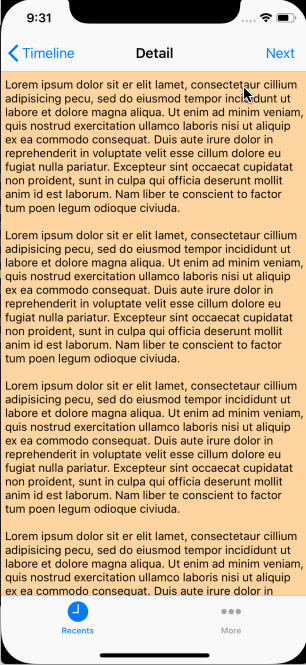 9:31
Timeline
Detail
Next
Lorem ipsum dolor sit er elit lamet, consectetaur cillium
adipisicing pecu, sed do eiusmod tempor incididunt ut
labore et dolore magna aliqua. Ut enim ad minim veniam,
quis nostrud exercitation ullamco laboris nisi ut aliquip
ex ea commodo consequat. Duis aute irure dolor in
reprehenderit in voluptate velit esse cillum dolore eu
fugiat nulla pariatur. Excepteur sint occaecat cupidatat
non proident, sunt in culpa qui officia deserunt mollit
anim id est laborum. Nam liber te conscient to factor
tum poen legum odioque civiuda.
Lorem ipsum dolor sit er elit lamet, consectetaur cillium
adipisicing pecu, sed do eiusmod tempor incididunt ut
labore et dolore magna aliqua. Ut enim ad minim veniam,
quis nostrud exercitation ullamco laboris nisi ut aliquip
ex ea commodo consequat. Duis aute irure dolor in
reprehenderit in voluptate velit esse cillum dolore eu
fugiat nulla pariatur. Excepteur sint occaecat cupidatat
non proident, sunt in culpa qui officia deserunt mollit
anim id est laborum. Nam liber te conscient to factor
tum poen legum odioque civiuda.
Lorem ipsum dolor sit er elit lamet, consectetaur cillium
adipisicing pecu, sed do eiusmod tempor incididunt ut
labore et dolore magna aliqua. Ut enim ad minim veniam,
quis nostrud exercitation ullamco laboris nisi ut aliquip
ex ea commodo consequat. Duis aute irure dolor in
reprehenderit in voluptate velit esse cillum dolore eu
fugiat nulla pariatur. Excepteur sint occaecat cupidatat
non proident, sunt in culpa qui officia deserunt mollit
anim id est laborum. Nam liber te conscient to factor
tum poen legum odioque civiuda.
Lorem ipsum dolor sit er elit lamet, consectetaur cillium
adipisicing pecu, sed do eiusmod tempor incididunt ut
labore et dolore magna aliqua. Ut enim ad minim veniam,
quis nostrud exercitation ullamco laboris nisi ut aliquip
ex ea commodo consequat. Duis aute irure dolor in
Recents
More